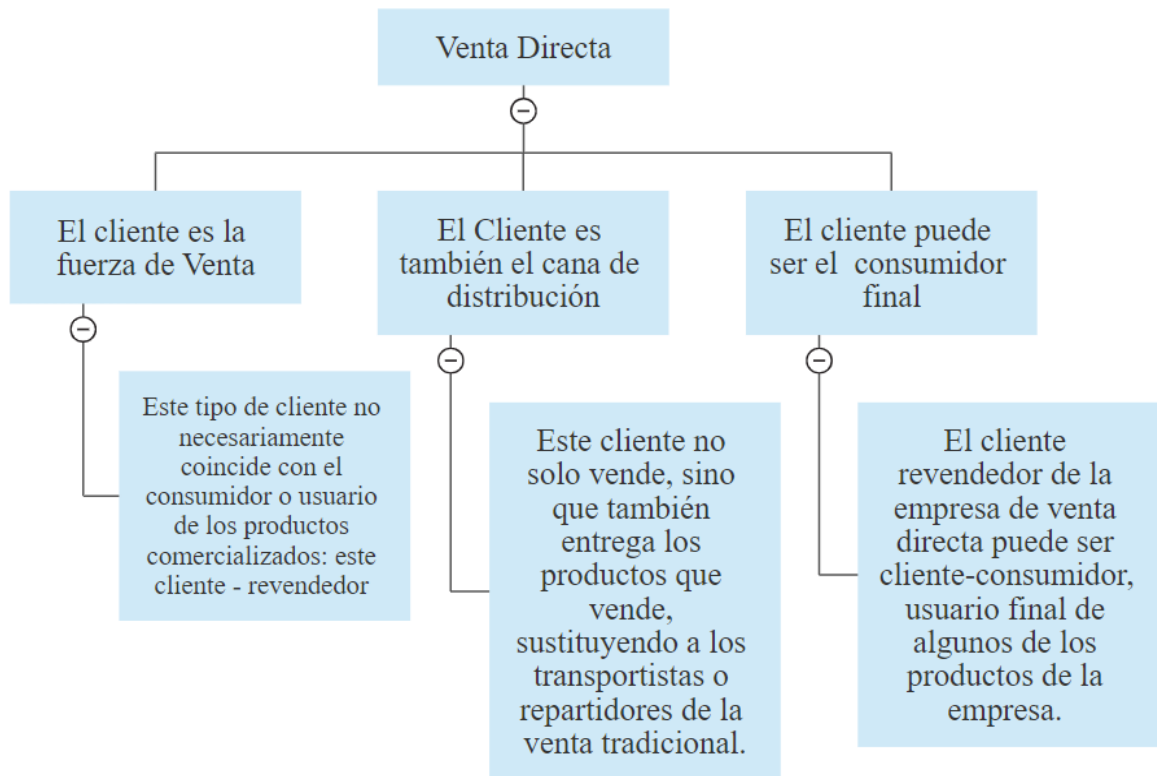 Venta Directa
El cliente es la
fuerza de Venta
Este tipo de cliente no
necesariamente
coincide con el
consumidor o usuario
de los productos
comercializados: este
cliente - revendedor
El Cliente es
también el cana de
distribución
Este cliente no
solo vende, sino
que también
entrega los
productos que
vende,
sustituyendo a los
transportistas o
repartidores de la
venta tradicional.
El cliente puede
ser el  consumidor
final
El cliente
revendedor de la
empresa de venta
directa puede ser
cliente-consumidor,
usuario final de
algunos de los
productos de la
empresa.